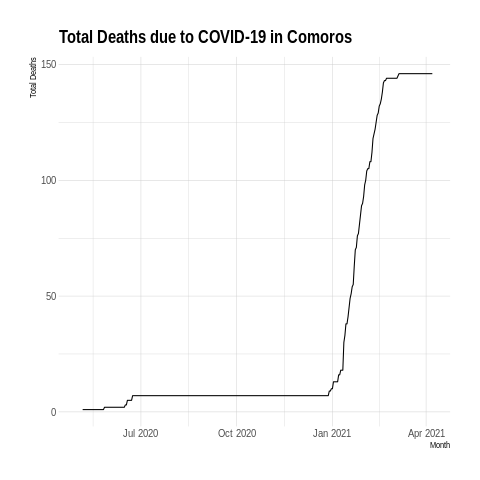 Total Deaths due to COVID-19 in Comoros
Total Deaths
150
100
50
0
Jul 2020 Oct 2020 Jan 2021 Apr 2021
Month